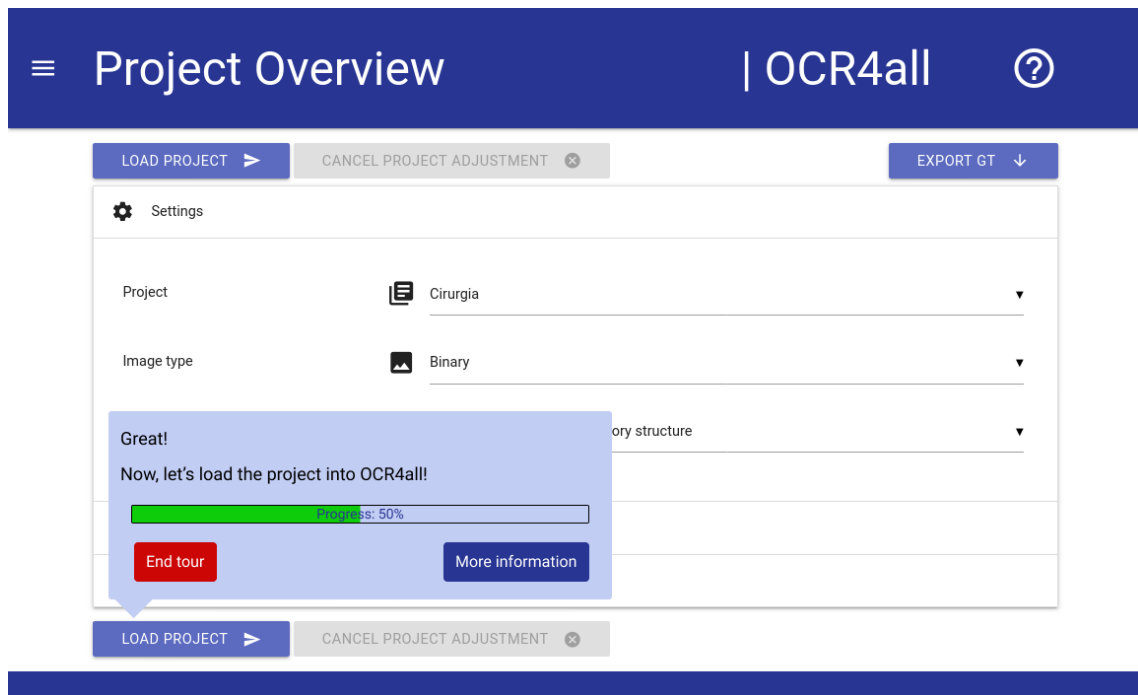 Project Overview | OCR4all
LOAD PROJECT CANCEL PROJECT ADJUSTMENT EXPORT GT
Settings
Project Cirurgia
Image type Binary
ory structure
Great!
Now, let's load the project into OCR4all!
Progress: 50%
End tour More information
LOAD PROJECT CANCEL PROJECT ADJUSTMENT